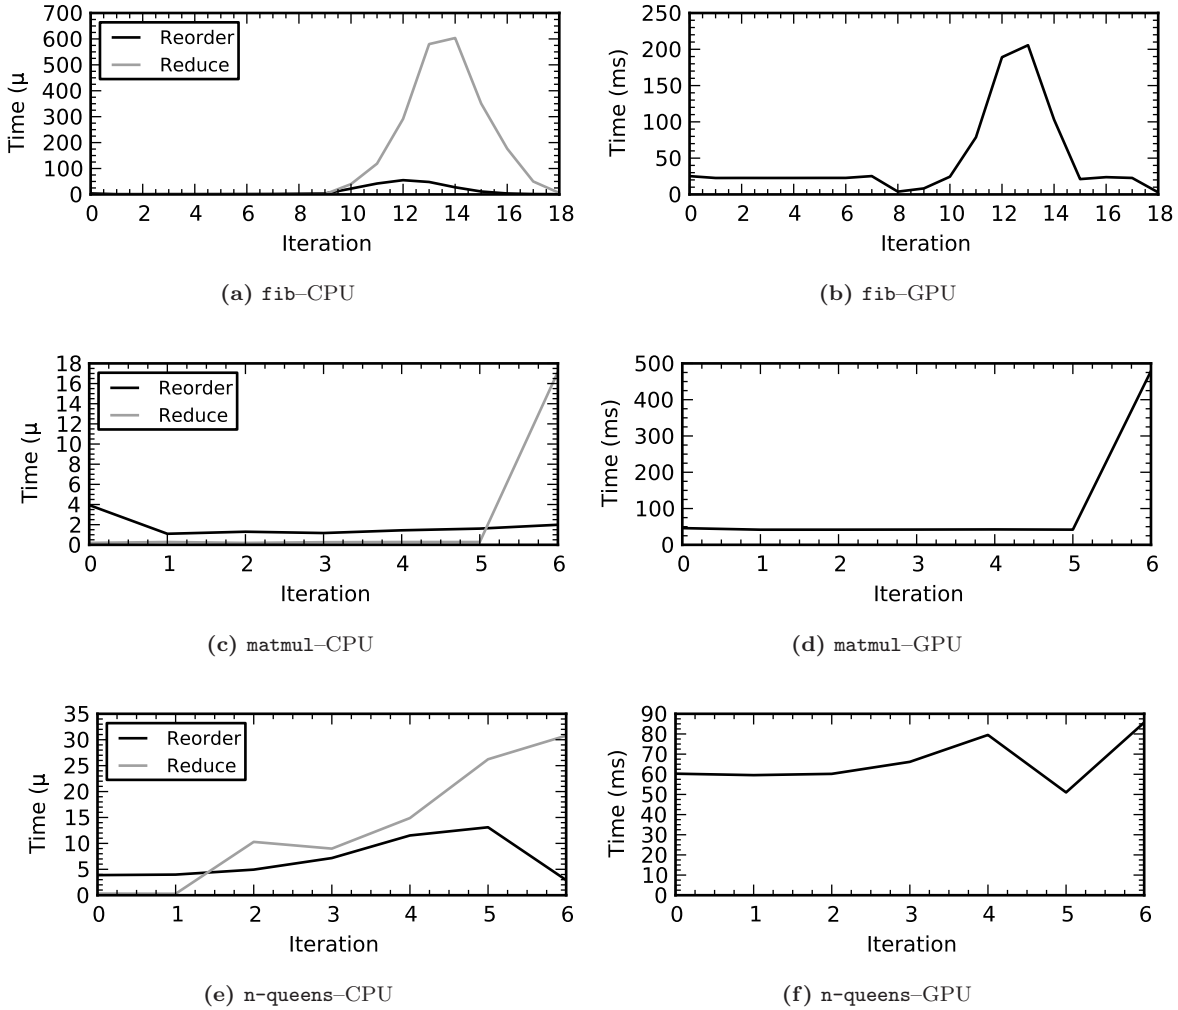 700
600
500
400
300
200
100
0
Time (μ
Reorder
Reduce
0 2 4 6 8 10 12 14 16 18
Iteration
(a) fib–CPU
250
200
150
100
50
0
Time (ms)
0 2 4 6 8 10 12 14 16 18
Iteration
(b) fib–GPU
18
16
14
12
10
8
6
4
2
0
Time (μ
Reorder
Reduce
0 1 2 3 4 5 6
Iteration
(c) matmul–CPU
500
400
300
200
100
0
Time (ms)
0 1 2 3 4 5 6
Iteration
(d) matmul–GPU
35
30
25
20
15
10
5
0
Time (μ
Reorder
Reduce
0 1 2 3 4 5 6
Iteration
(e) n-queens–CPU
90
80
70
60
50
40
30
20
10
0
Time (ms)
0 1 2 3 4 5 6
Iteration
(f) n-queens–GPU